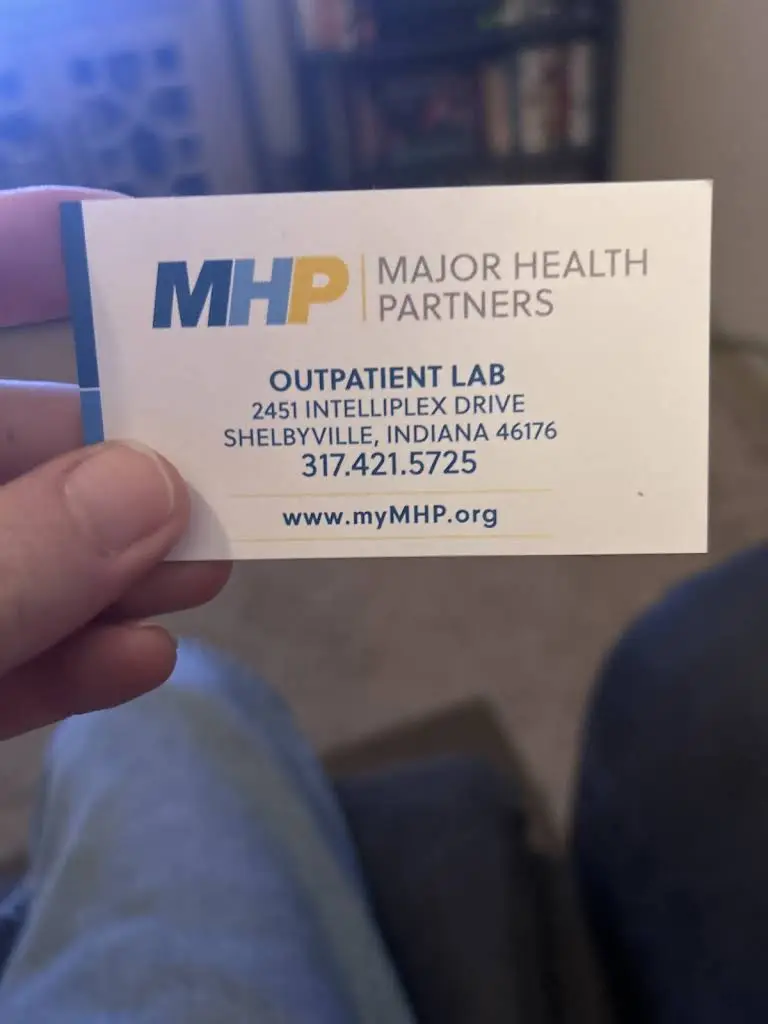 MHP
MAJOR HEALTH
PARTNERS
OUTPATIENT LAB
2451 INTELLIPLEX DRIVE
SHELBYVILLE, INDIANA 46176
317.421.5725
www.myMHP.org